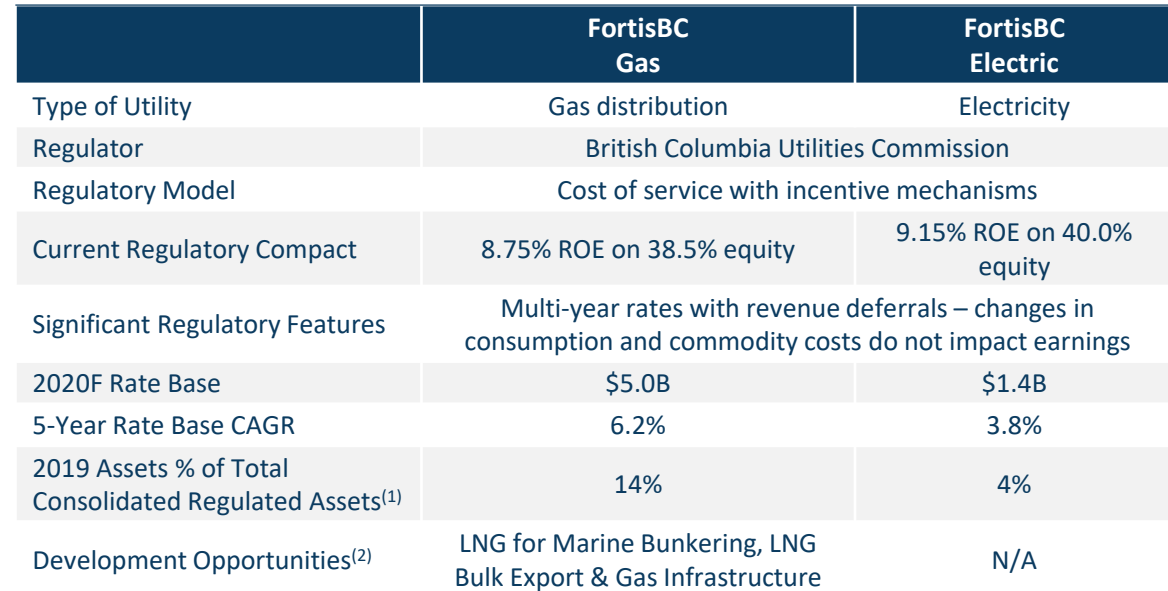 FortisBC
Gas
FortisBC
Electric
Type of Utility
Gas distribution
Electricity
Regulator
British Columbia Utilities Commission
Regulatory Model
Cost of service with incentive mechanisms
Current Regulatory Compact
8.75% ROE on 38.5% equity
9.15% ROE on 40.0%
equity
Significant Regulatory Features
Multi-year rates with revenue deferrals – changes in
consumption and commodity costs do not impact earnings
2020F Rate Base
$5.0B
$1.4B
5-Year Rate Base CAGR
6.2%
3.8%
2019 Assets % of Total
Consolidated Regulated Assets(1)
14%
4%
Development Opportunities(2)
LNG for Marine Bunkering, LNG
Bulk Export & Gas Infrastructure
N/A